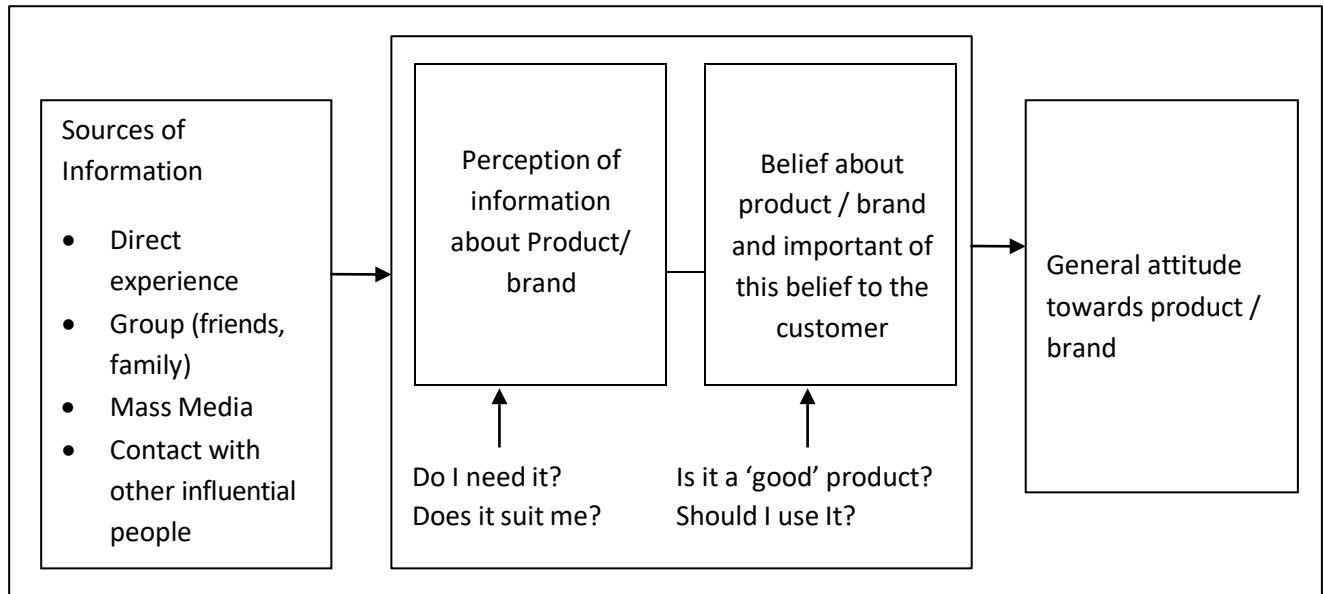 Sources of
Information
• Direct
experience
• Group (friends,
family)
• Mass Media
• Contact with
other influential
people
Perception of
information
about Product/
brand
Do I need it?
Does it suit me?
Belief about
product / brand
and important of
this belief to the
customer
Is it a ‘good’ product?
Should I use It?
General attitude
towards product /
brand